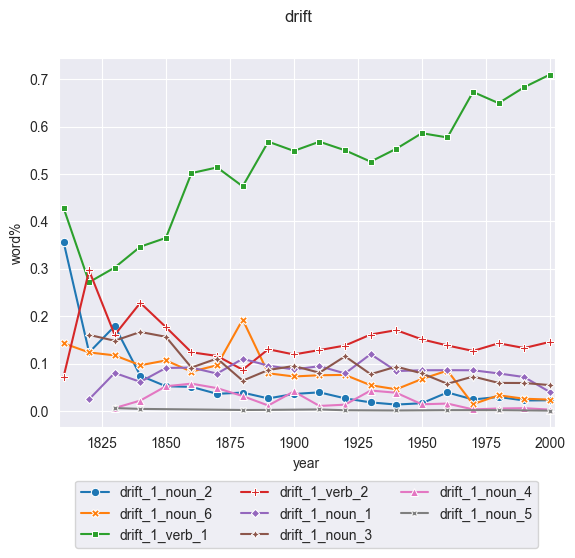 drift
0.7
0.6
0.5
0.4
0.3
0.2
0.1
0.0
word%
1825 1850 1875 1900 1925 1950 1975 2000
year
drift_1_noun_2 drift_1_verb_2 drift_1_noun_4
drift_1_noun_6 drift_1_noun_1 drift_1_noun_5
drift_1_verb_1 drift_1_noun_3